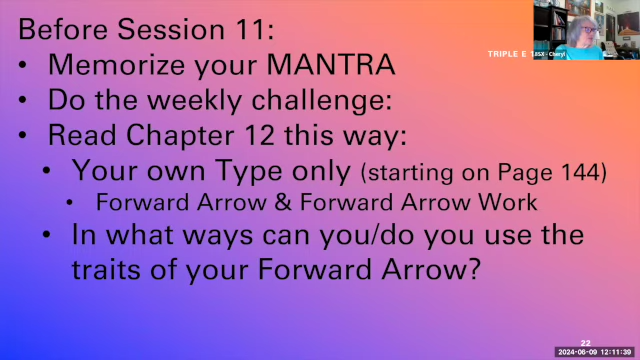 Before Session 11:
• Memorize your MANTRA
• Do the weekly challenge:
• Read Chapter 12 this way:
• Your own Type only (starting on Page 144)
• Forward Arrow & Forward Arrow Work
• In what ways can you/do you use the
traits of your Forward Arrow?
TRIPLE E
Cheryl
22
2024-06-09 12:11:39